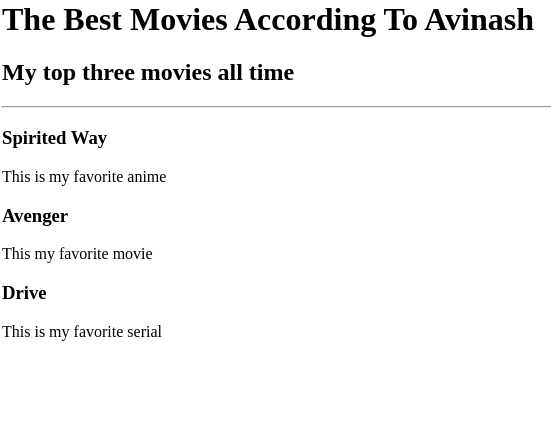 The Best Movies According To Avinash
My top three movies all time
Spirited Way
This is my favorite anime
Avenger
This my favorite movie
Drive
This is my favorite serial